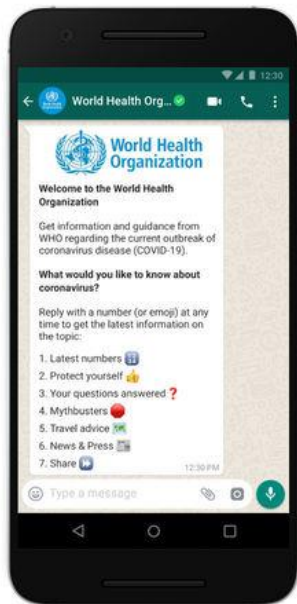 12:30
World Health Org...
World Health
Organization
Welcome to the World Health
Organization
Get information and guidance from
WHO regarding the current outbreak of
coronavirus disease (COVID-19).
What would you like to know about
coronavirus?
Reply with a number (or emoji) at any
time to get the latest information on
the topic:
1. Latest numbers 🔢
2. Protect yourself 👍
3. Your questions answered ❓
4. Mythbusters 🛑
5. Travel advice 🗺️
6. News & Press 📰
7. Share ⏩
12:30 PM
Type a message